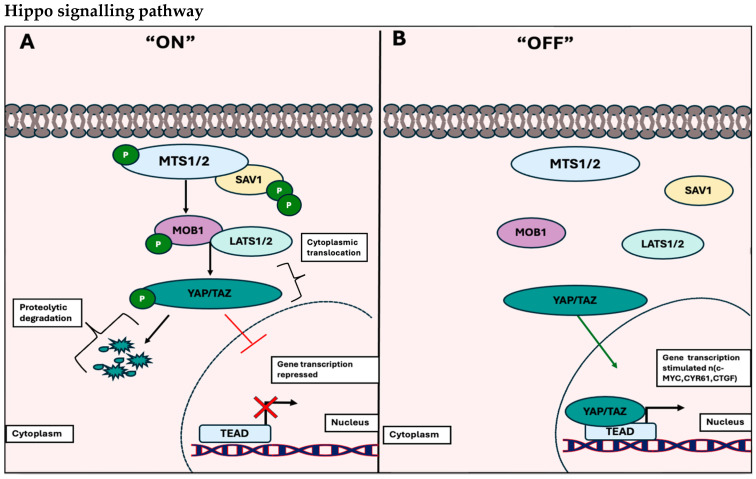 Hippo signalling pathway
A
"ON"
P
MTS1/2
SAV1
P
P
MOB1
P
LATS1/2
Cytoplasmic
translocation
YAP/TAZ
P
Proteolytic
degradation
Gene transcription
repressed
TEAD
Nucleus
Cytoplasm
B
"OFF"
MTS1/2
SAV1
MOB1
LATS1/2
YAP/TAZ
Gene transcription
stimulated n(c-
MYC,CYR61,CTGF)
YAP/TAZ
TEAD
Nucleus
Cytoplasm